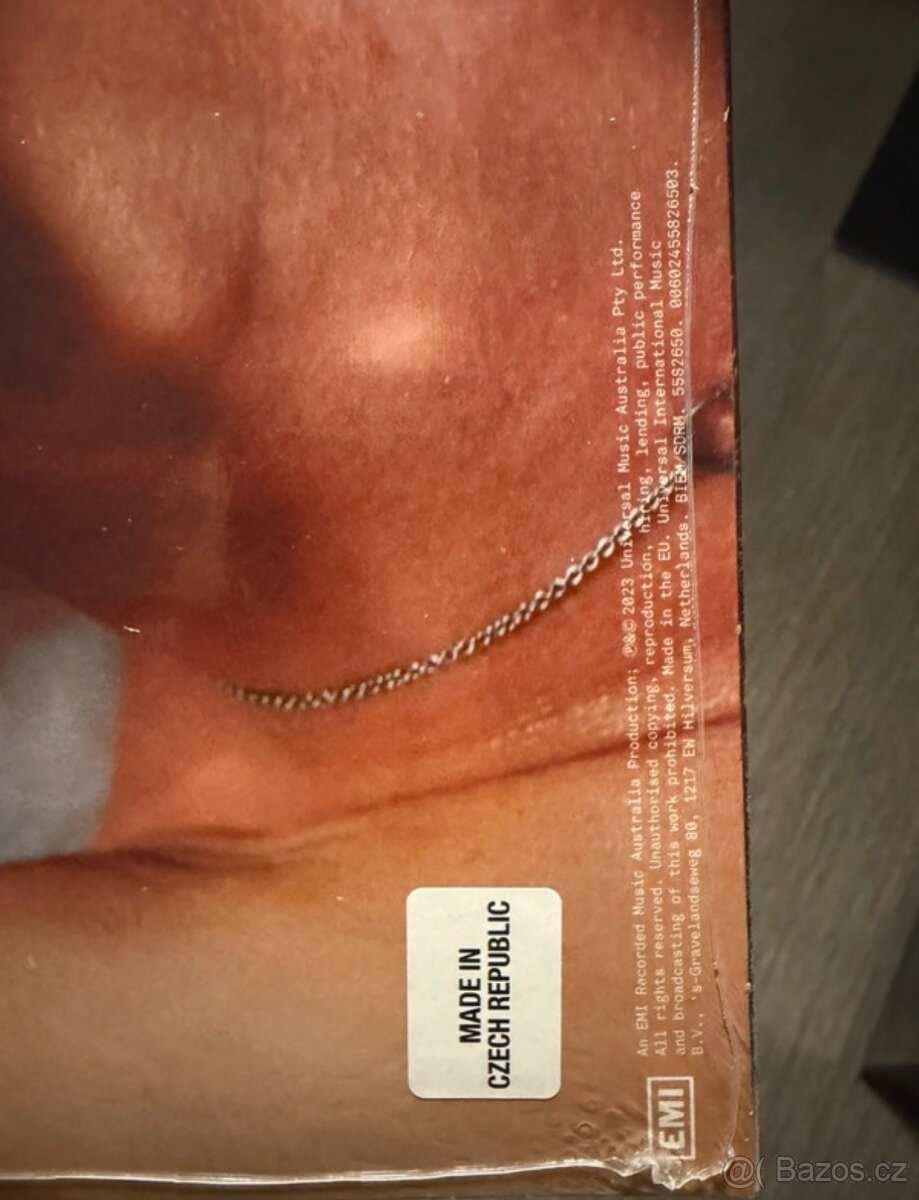 An EMI Recorded Music Australia Production; ℗&© 2023 Universal Music Australia Pty Ltd.
All rights reserved. Unauthorised copying, reproduction, hiring, lending, public performance
and broadcasting of this work prohibited. Made in the EU. Universal International Music
B.V., 's-Gravelandseweg 80, 1217 EW Hilversum, Netherlands. BIEM/SDRM. 5582650. 00602455826503.
EMI
MADE IN
CZECH REPUBLIC
@( Bazoš.cz